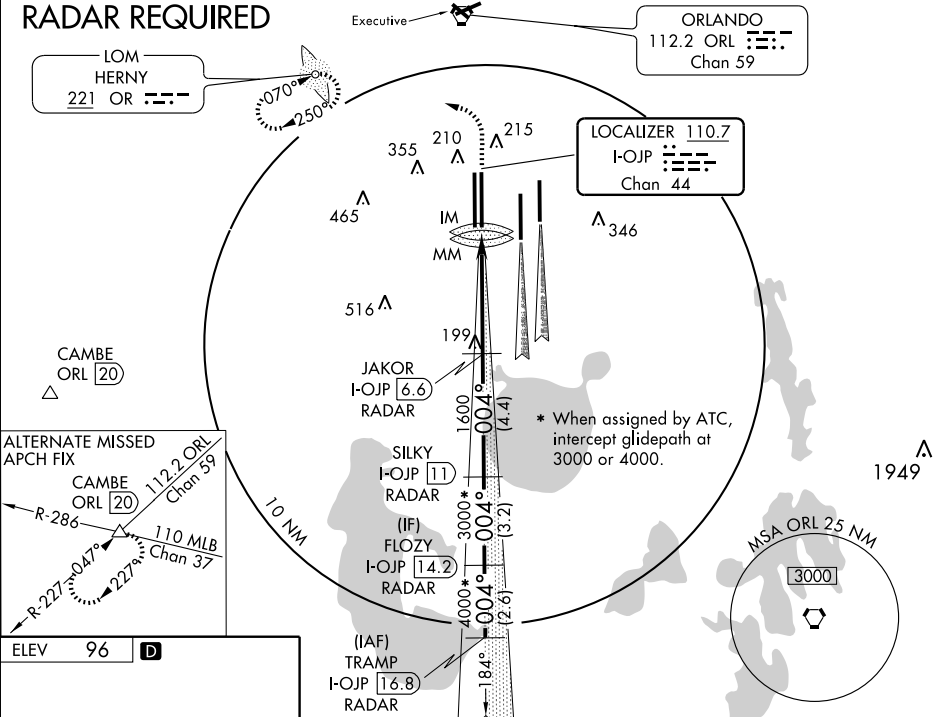 RADAR REQUIRED
Executive
ORLANDO
112.2 ORL
Chan 59
LOM
HERNY
221 OR
070°
250°
LOCALIZER 110.7
I-OJP
Chan 44
215
210
355
465
346
IM
MM
516
199
CAMBE
ORL 20
JAKOR
I-OJP 6.6
RADAR
1600
004°
(4.4)
* When assigned by ATC,
intercept glidepath at
3000 or 4000.
SILKY
I-OJP 11
RADAR
3000*
004°
(3.2)
(IF)
FLOZY
I-OJP 14.2
RADAR
4000*
004°
(2.6)
(IAF)
TRAMP
I-OJP 16.8
RADAR
184°
10 NM
1949
MSA ORL 25 NM
3000
ALTERNATE MISSED
APCH FIX
CAMBE
ORL 20
112.2 ORL
Chan 59
R-286
110 MLB
Chan 37
047°
227°
R-227
ELEV 96 D